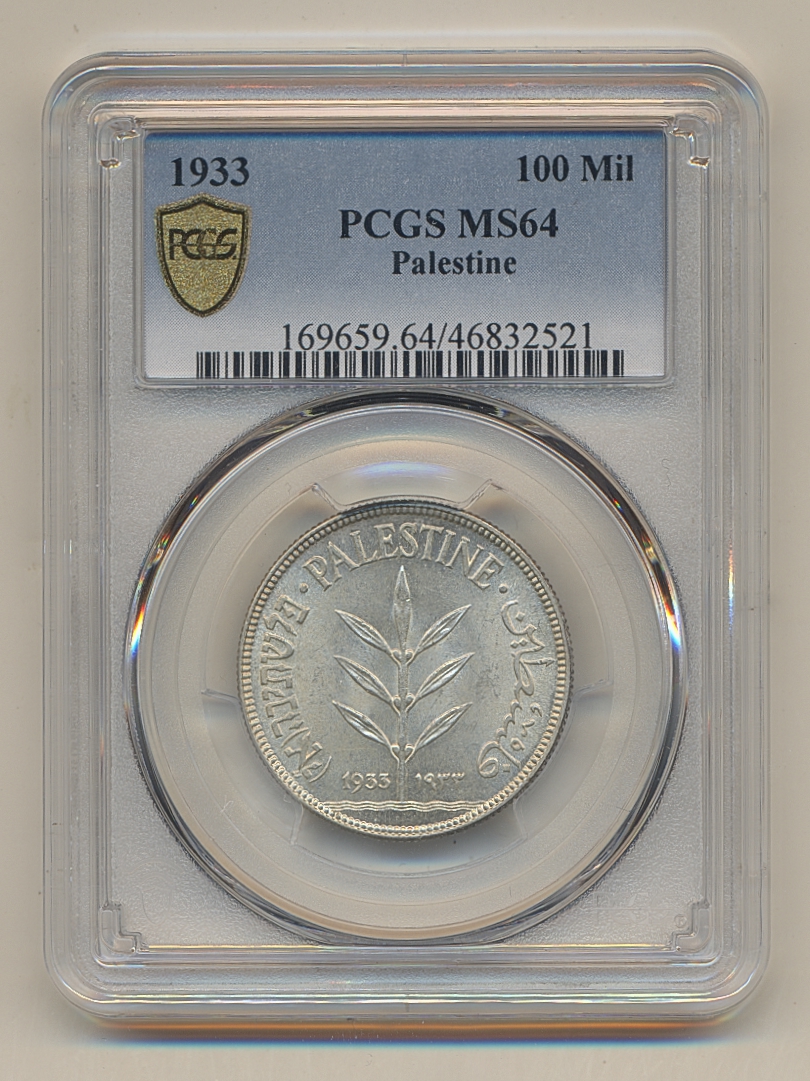 1933
100 Mil
PCGS
PCGS MS64
Palestine
169659.64/46832521
PALESTINE
פלשתינה (א״י)
فلسطين
1933
١٩٣٣